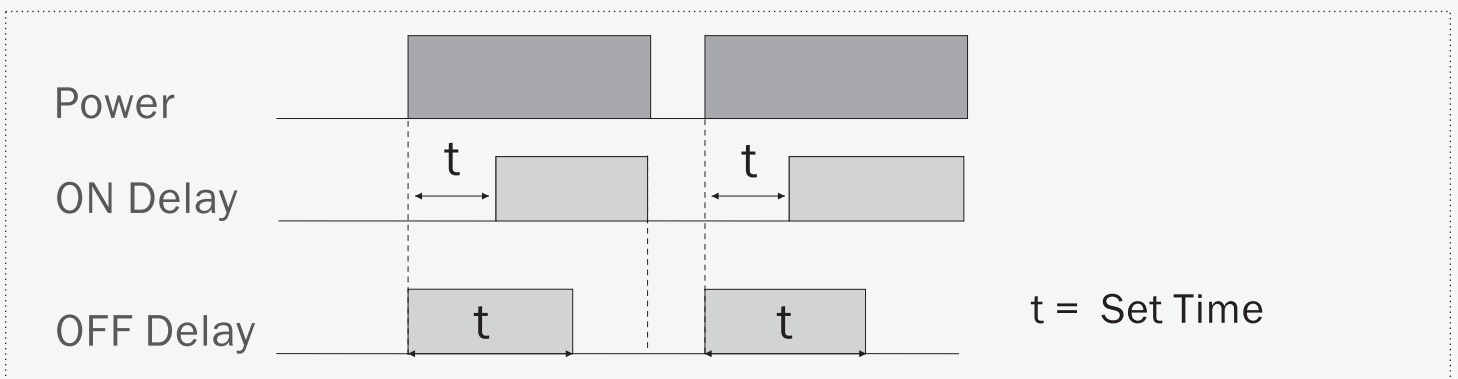 Power
t
t
ON Delay
t
t
t = Set Time
OFF Delay